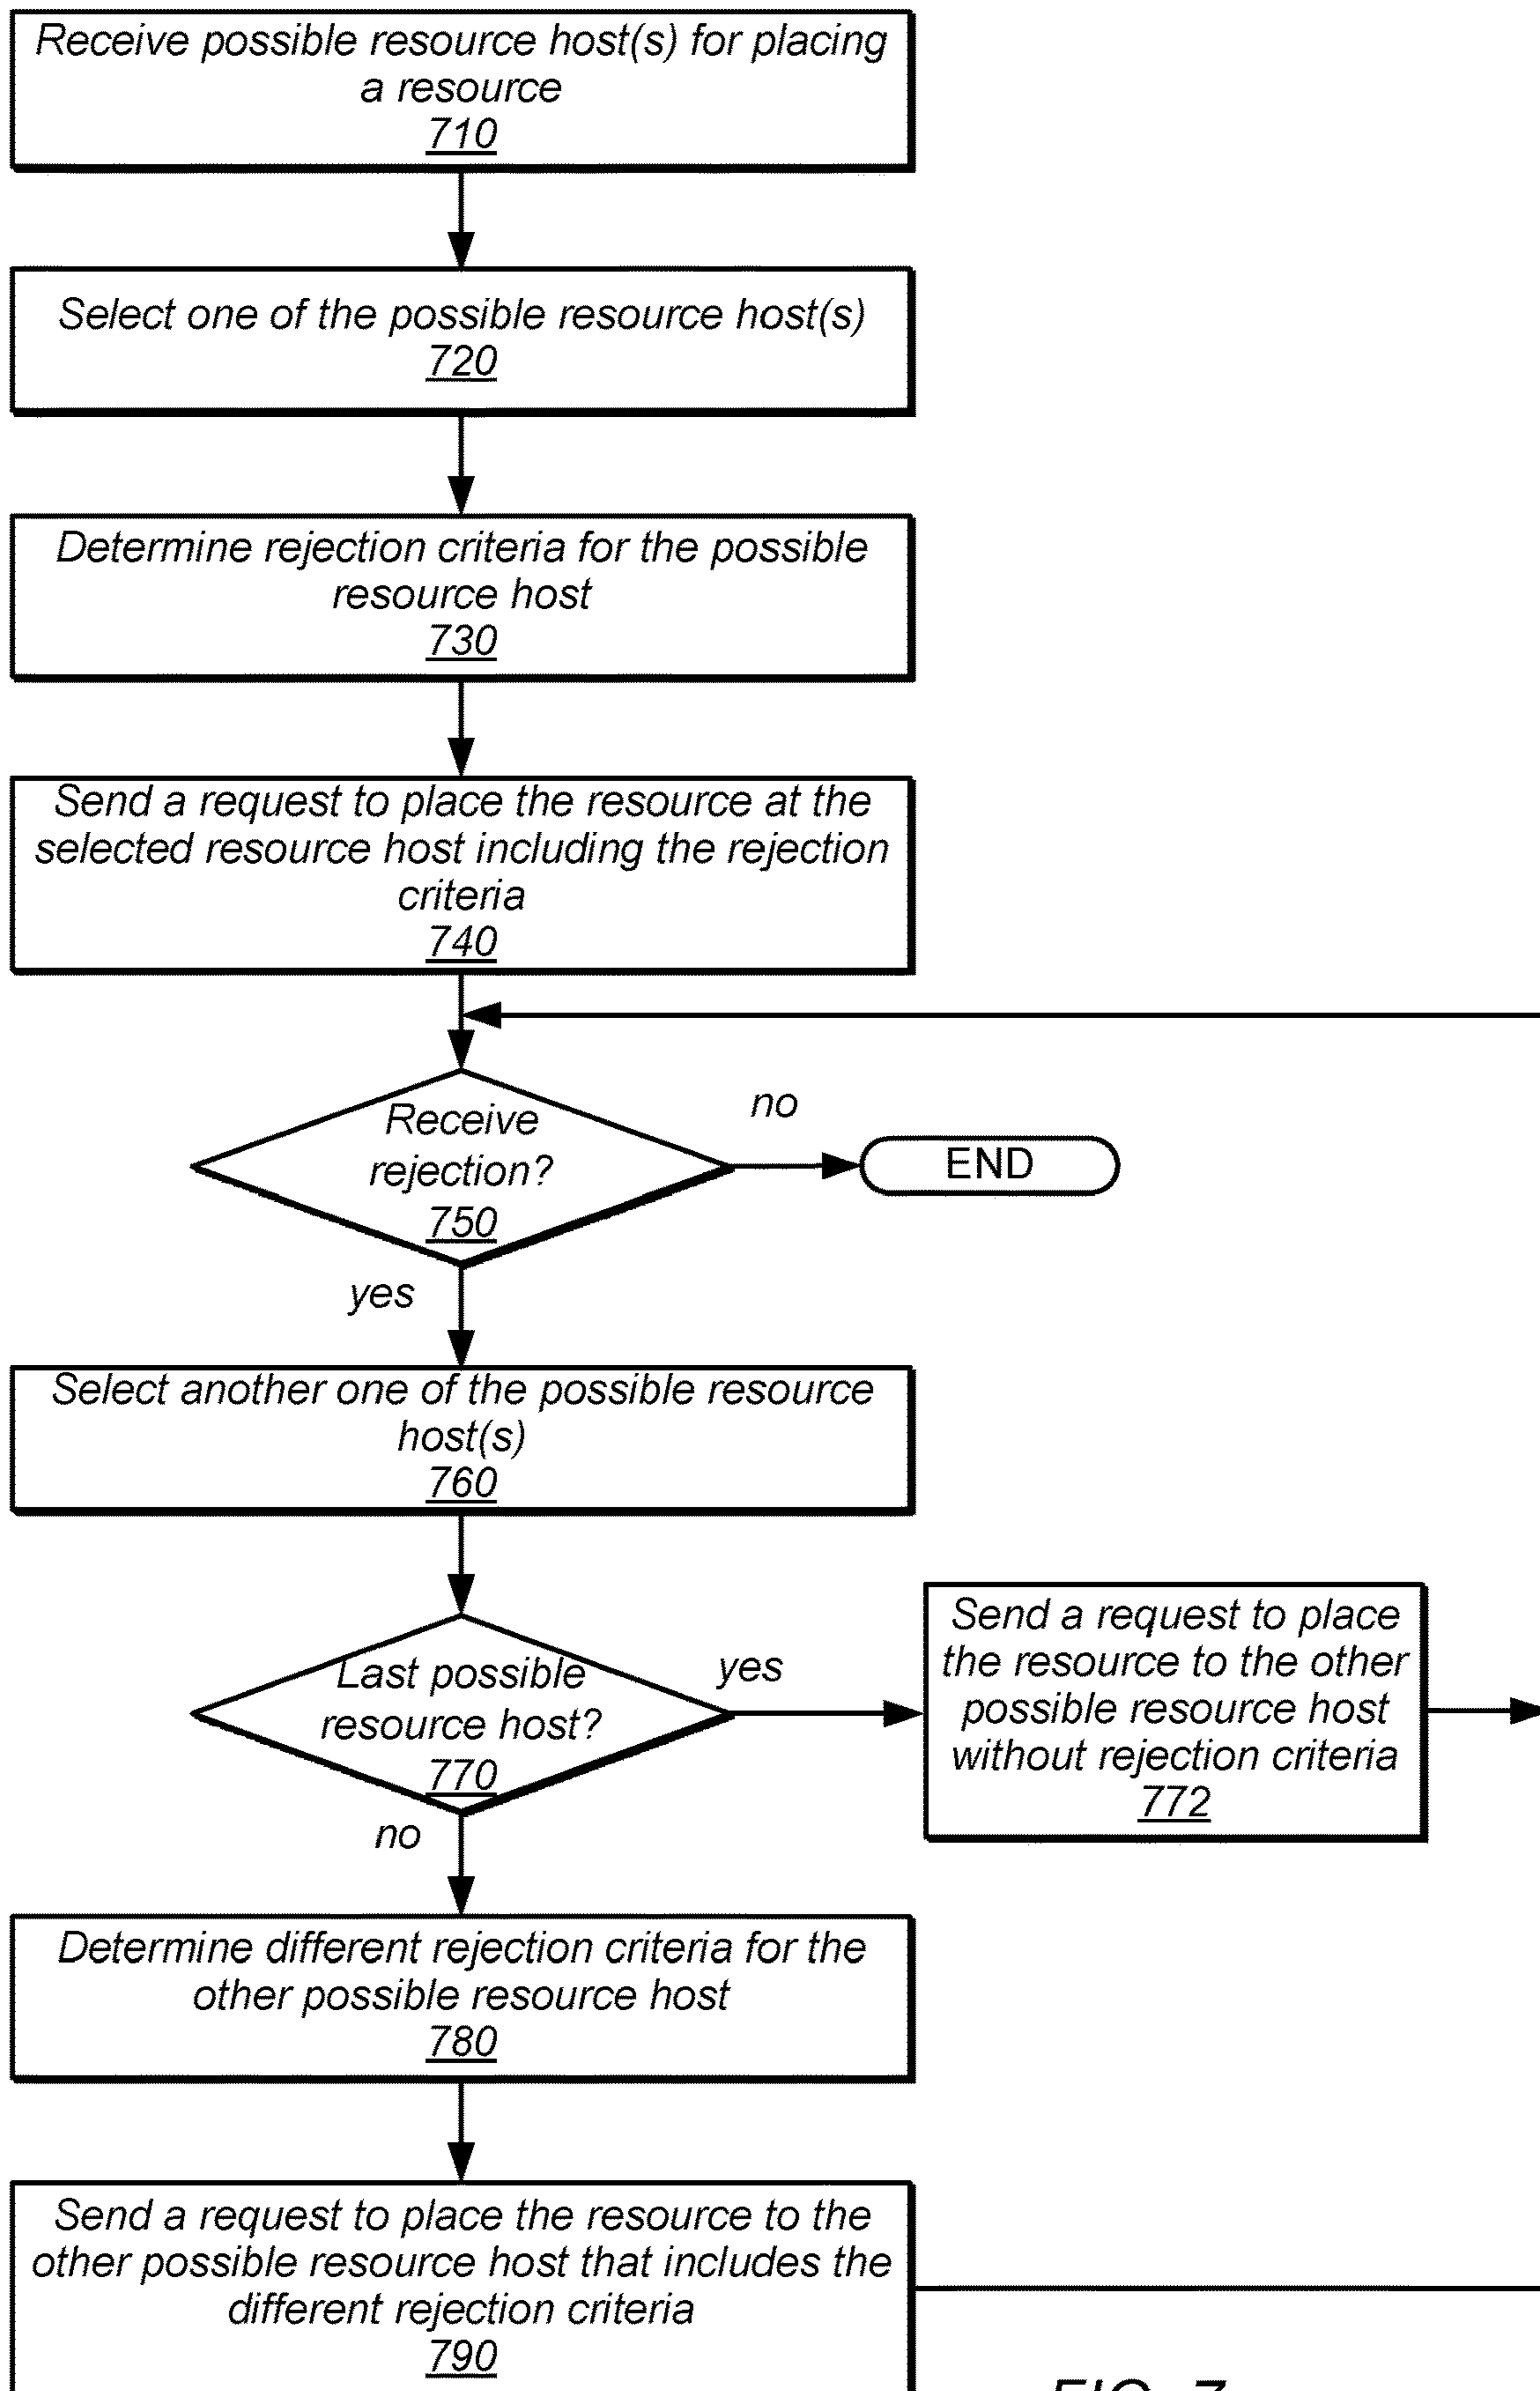 Receive possible resource host(s) for placing
a resource
710
Select one of the possible resource host(s)
720
Determine rejection criteria for the possible
resource host
730
Send a request to place the resource at the
selected resource host including the rejection
criteria
740
Receive
rejection?
750
no
END
yes
Select another one of the possible resource
host(s)
760
Last possible
resource host?
770
yes
Send a request to place
the resource to the other
possible resource host
without rejection criteria
772
no
Determine different rejection criteria for the
other possible resource host
780
Send a request to place the resource to the
other possible resource host that includes the
different rejection criteria
790
FIG. 7